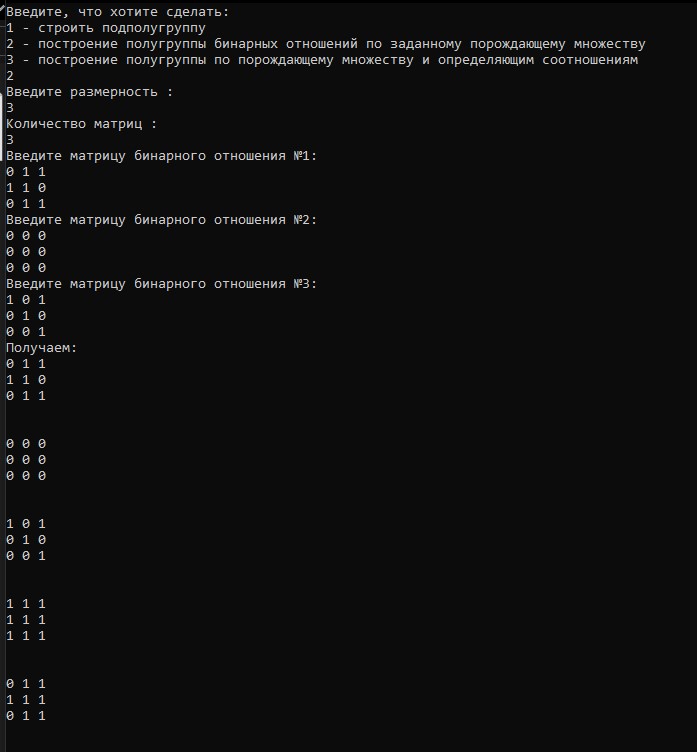 Введите, что хотите сделать:
1 - строить подполугруппу
2 - построение полугруппы бинарных отношений по заданному порождающему множеству
3 - построение полугруппы по порождающему множеству и определяющим соотношениям
2
Введите размерность :
3
Количество матриц :
3
Введите матрицу бинарного отношения №1:
0 1 1
1 1 0
0 1 1
Введите матрицу бинарного отношения №2:
0 0 0
0 0 0
0 0 0
Введите матрицу бинарного отношения №3:
1 0 1
0 1 0
0 0 1
Получаем:
0 1 1
1 1 0
0 1 1
0 0 0
0 0 0
0 0 0
1 0 1
0 1 0
0 0 1
1 1 1
1 1 1
1 1 1
0 1 1
1 1 1
0 1 1